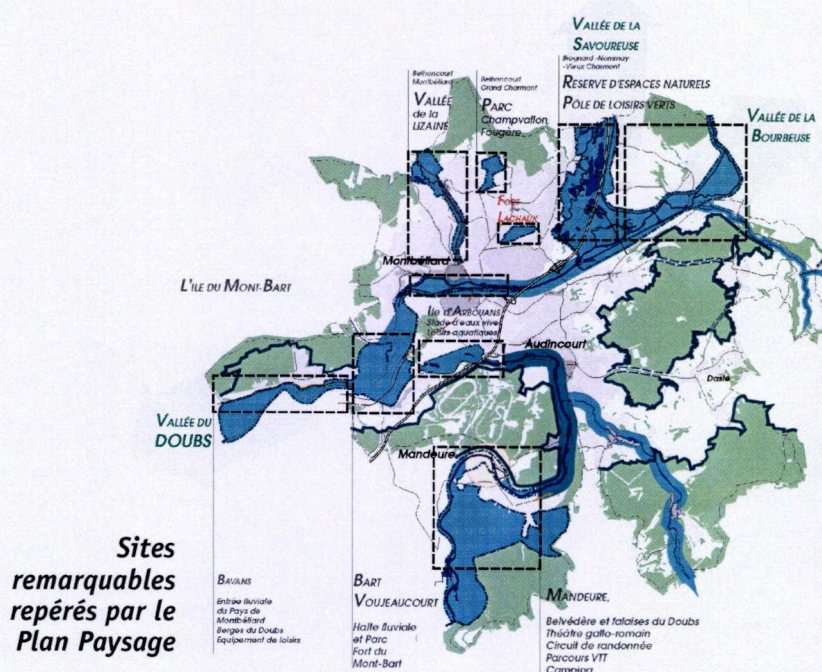 VALLÉE DE LA
SAVOUREUSE
Brognard -Nommay
-Vieux Charmont
RESERVE D'ESPACES NATURELS
PÔLE DE LOISIRS VERTS
Bethoncourt
Montbéliard
VALLÉE
de la
LIZAINE
Bethoncourt
Grand Charmont
PARC
Champvallon
Fougère
VALLÉE DE LA
BOURBEUSE
FORT
LACHAUX
Montbéliard
L'ILE DU MONT-BART
ILE D'ARBOUANS
Stade d'eaux vives
Loisirs aquatiques
Audincourt
Dasle
VALLÉE DU
DOUBS
Mandeure
Sites
remarquables
repérés par le
Plan Paysage
BAVANS
Entrée fluviale
du Pays de
Montbéliard
Berges du Doubs
Equipement de loisirs
BART
VOUJEAUCOURT
Halte fluviale
et Parc
Fort du
Mont-Bart
MANDEURE,
Belvédère et falaises du Doubs
Théâtre gallo-romain
Circuit de randonnée
Parcours VTT
Camping